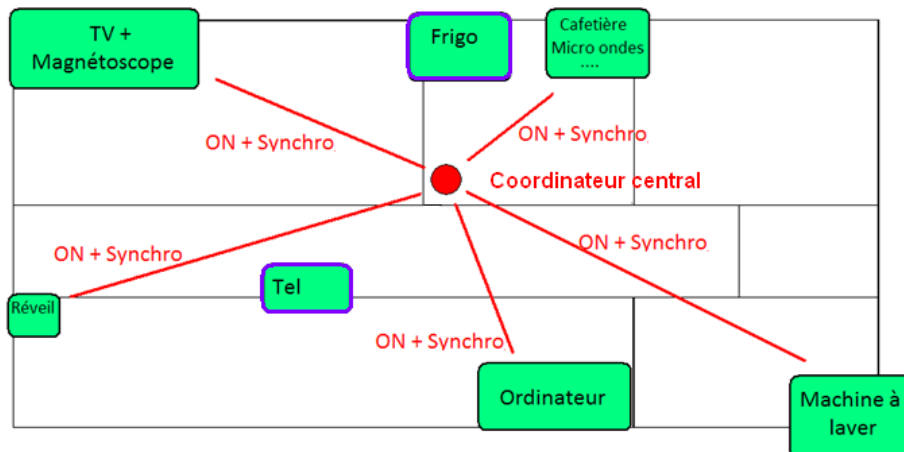 TV +
Magnétoscope
Frigo
Cafetière
Micro ondes
....
ON + Synchro
ON + Synchro
Coordinateur central
ON + Synchro
ON + Synchro
Tel
Réveil
ON + Synchro
Ordinateur
Machine à
laver